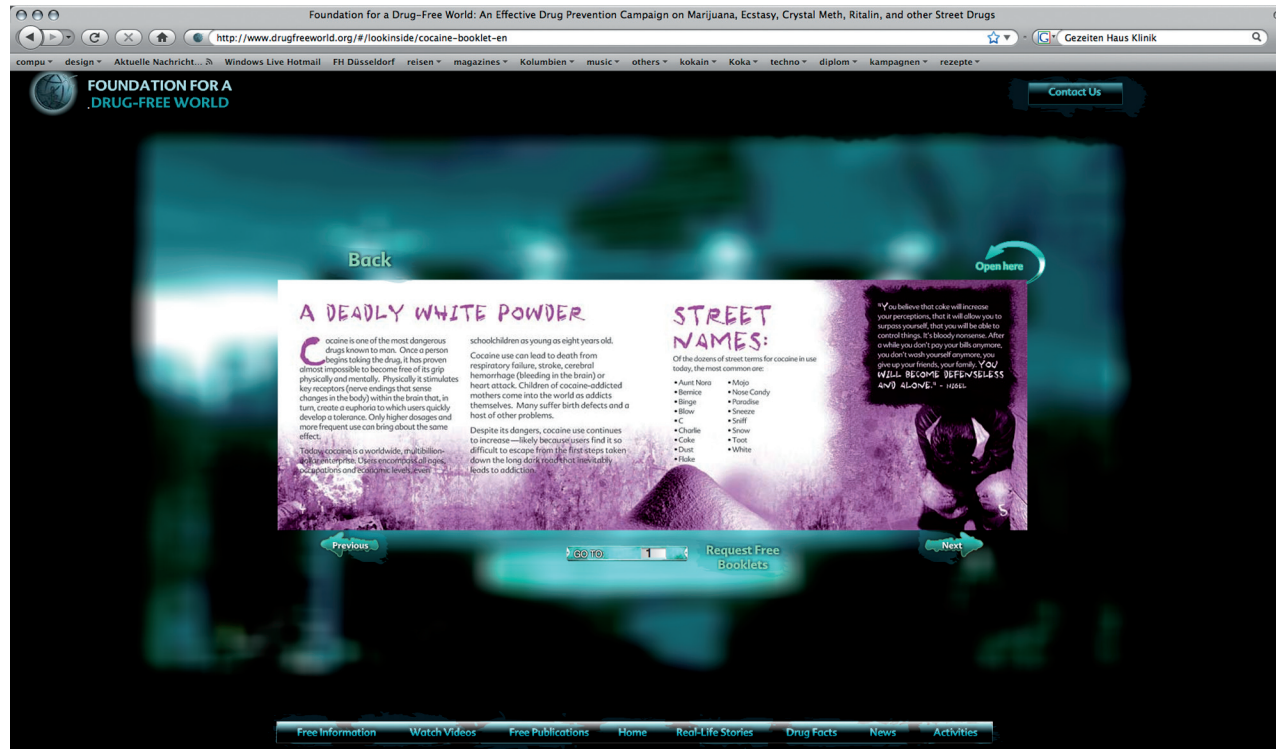 Foundation for a Drug-Free World: An Effective Drug Prevention Campaign on Marijuana, Ecstasy, Crystal Meth, Ritalin, and other Street Drugs
http://www.drugfreeworld.org/#/lookinside/cocaine-booklet-en
Gezeiten Haus Klinik
compu design Aktuelle Nachricht... Windows Live Hotmail FH Düsseldorf reisen magazines Kolumbien music others kokain Koka techno diplom kampagnen rezepte
FOUNDATION FOR A
DRUG-FREE WORLD
Contact Us
Back
Open here
A DEADLY WHITE POWDER
Cocaine is one of the most dangerous
drugs known to man. Once a person
begins taking the drug, it has proven
almost impossible to become free of its grip
physically and mentally. Physically it stimulates
key receptors (nerve endings that sense
changes in the body) within the brain that, in
turn, create a euphoria to which users quickly
develop a tolerance. Only higher dosages and
more frequent use can bring about the same
effect.
Today, cocaine is a worldwide, multibillion-
dollar enterprise. Users encompass all ages,
occupations and economic levels, even
schoolchildren as young as eight years old.
Cocaine use can lead to death from
respiratory failure, stroke, cerebral
hemorrhage (bleeding in the brain) or
heart attack. Children of cocaine-addicted
mothers come into the world as addicts
themselves. Many suffer birth defects and a
host of other problems.
Despite its dangers, cocaine use continues
to increase—likely because users find it so
difficult to escape from the first steps taken
down the long dark road that inevitably
leads to addiction.
4
STREET
NAMES:
Of the dozens of street terms for cocaine in use
today, the most common are:
• Aunt Nora
• Bernice
• Binge
• Blow
• C
• Charlie
• Coke
• Dust
• Flake
• Mojo
• Nose Candy
• Paradise
• Sneeze
• Sniff
• Snow
• Toot
• White
"You believe that coke will increase
your perceptions, that it will allow you to
surpass yourself, that you will be able to
control things. It's bloody nonsense. After
a while you don't pay your bills anymore,
you don't wash yourself anymore, you
give up your friends, your family. YOU
WILL BECOME DEFENSELESS
AND ALONE." – NIGEL
5
Previous
GO TO... 1
Request Free
Booklets
Next
Free Information Watch Videos Free Publications Home Real-Life Stories Drug Facts News Activities